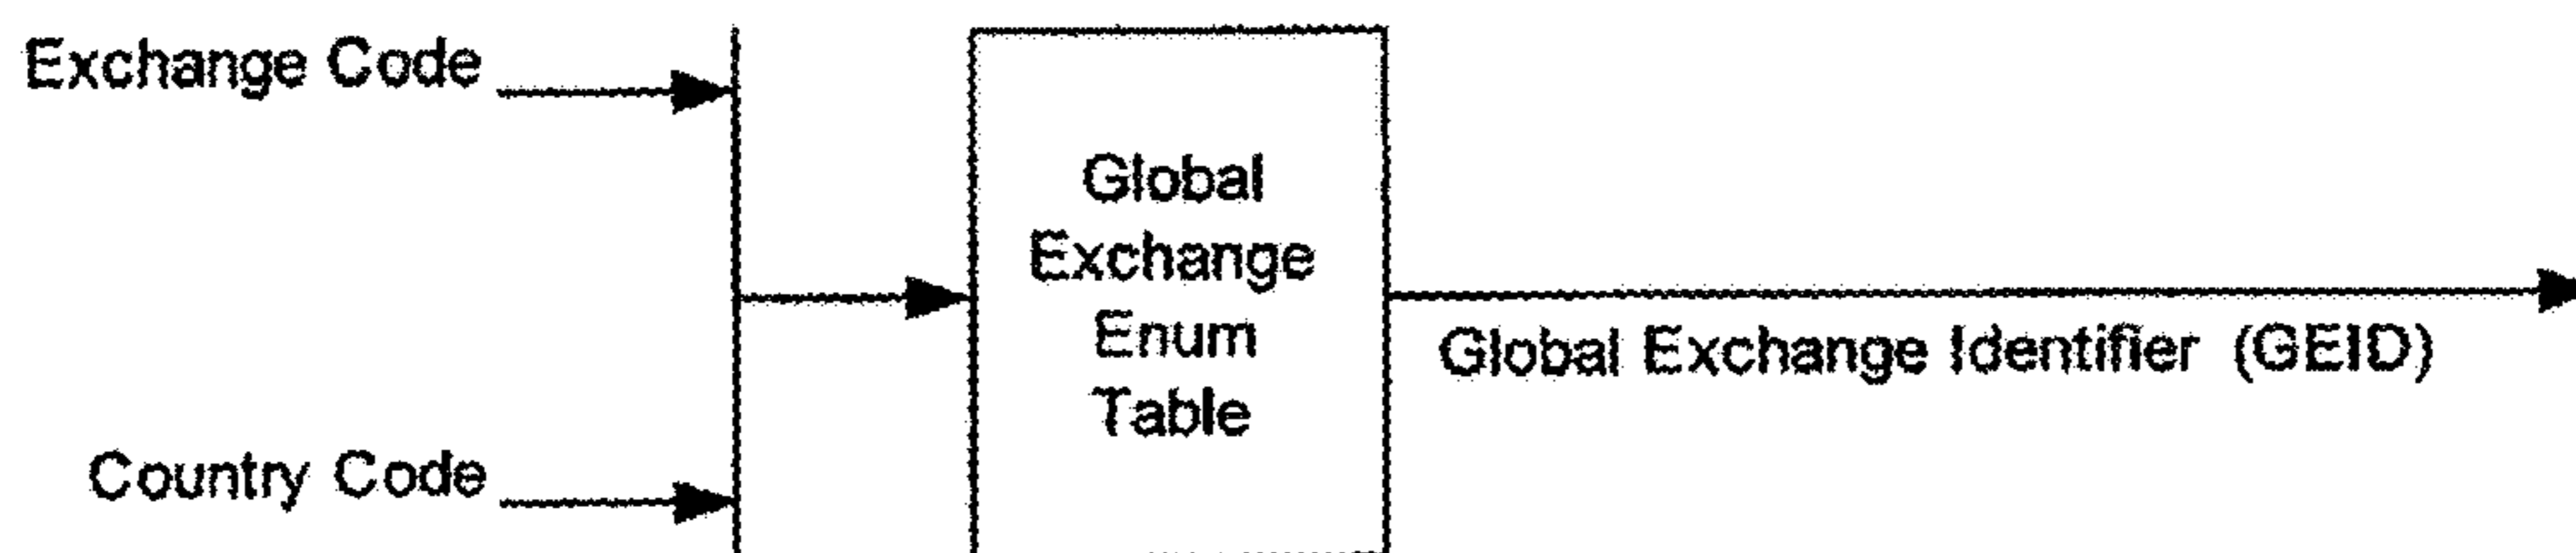 Exchange Code
Global
Exchange
Enum
Table
Global Exchange Identifier (GEID)
Country Code